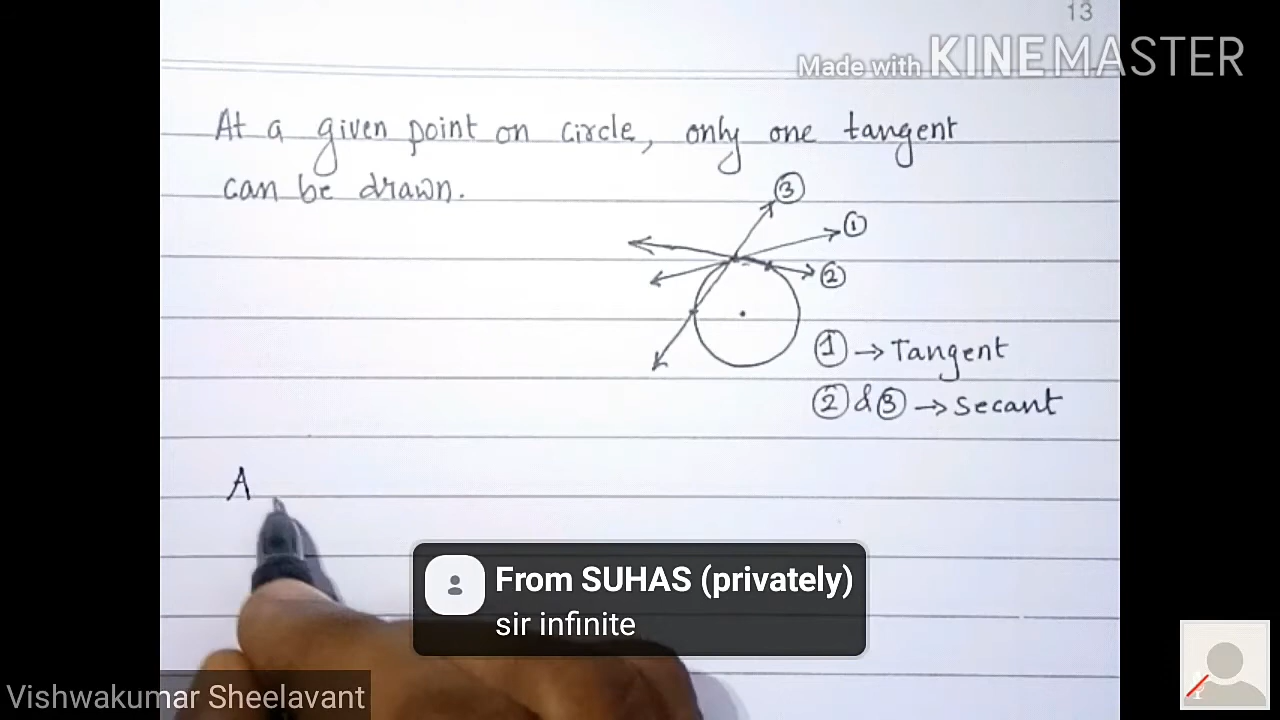 13
Made with KINEMASTER
At a given point on circle, only one tangent
can be drawn.
③
①
②
① → Tangent
② & ③ → Secant
A
From SUHAS (privately)
sir infinite
Vishwakumar Sheelavant